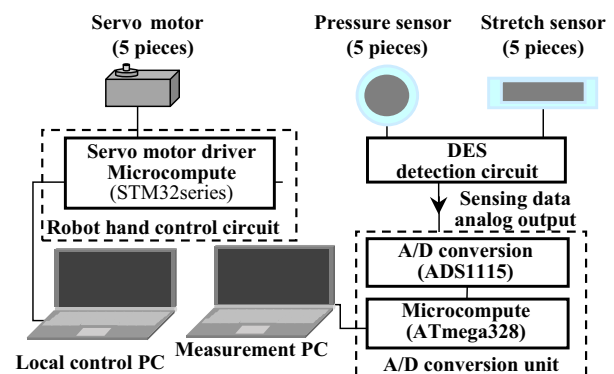 Servo motor
(5 pieces)
Pressure sensor
(5 pieces)
Stretch sensor
(5 pieces)
Servo motor driver
Microcompute
(STM32series)
Robot hand control circuit
DES
detection circuit
Sensing data
analog output
A/D conversion
(ADS1115)
Microcompute
(ATmega328)
A/D conversion unit
Local control PC
Measurement PC